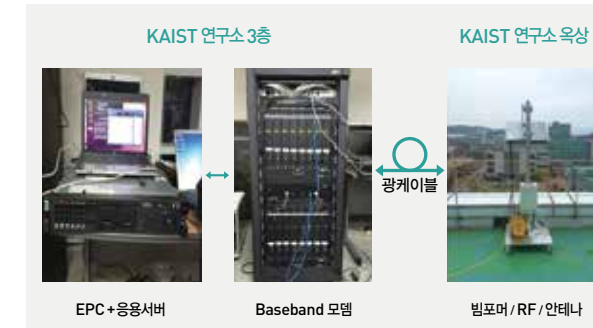 KAIST 연구소 3층
KAIST 연구소 옥상
광케이블
EPC + 응용서버
Baseband 모뎀
빔포머 / RF / 안테나